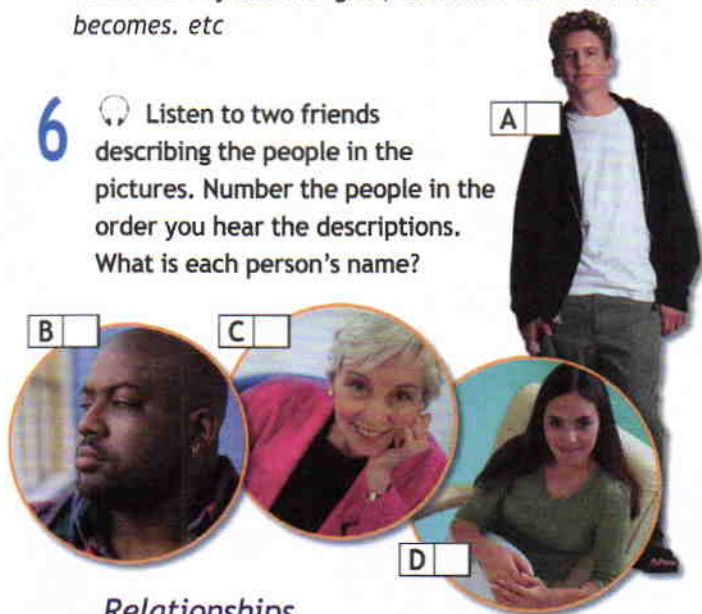 becomes. etc
6
Listen to two friends
describing the people in the
pictures. Number the people in the
order you hear the descriptions.
What is each person's name?
A
B
C
D
Relationships